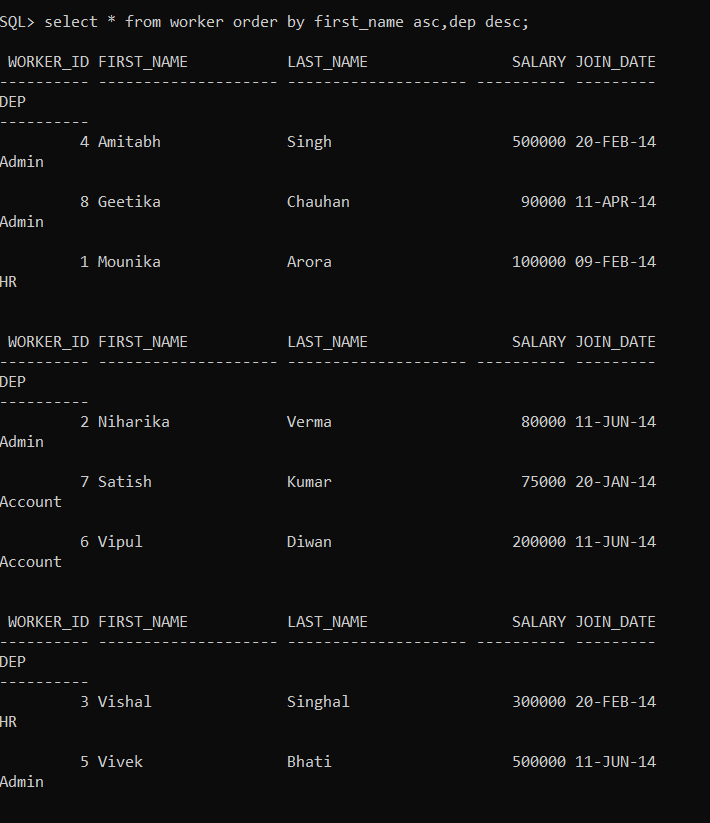 SQL> select * from worker order by first_name asc,dep desc;
 WORKER_ID FIRST_NAME           LAST_NAME                SALARY JOIN_DATE
---------- -------------------- -------------------- ---------- ---------
DEP
----------
         4 Amitabh              Singh                    500000 20-FEB-14
Admin
         8 Geetika              Chauhan                   90000 11-APR-14
Admin
         1 Mounika              Arora                    100000 09-FEB-14
HR
 WORKER_ID FIRST_NAME           LAST_NAME                SALARY JOIN_DATE
---------- -------------------- -------------------- ---------- ---------
DEP
----------
         2 Niharika             Verma                     80000 11-JUN-14
Admin
         7 Satish               Kumar                     75000 20-JAN-14
Account
         6 Vipul                Diwan                    200000 11-JUN-14
Account
 WORKER_ID FIRST_NAME           LAST_NAME                SALARY JOIN_DATE
---------- -------------------- -------------------- ---------- ---------
DEP
----------
         3 Vishal               Singhal                  300000 20-FEB-14
HR
         5 Vivek                Bhati                    500000 11-JUN-14
Admin